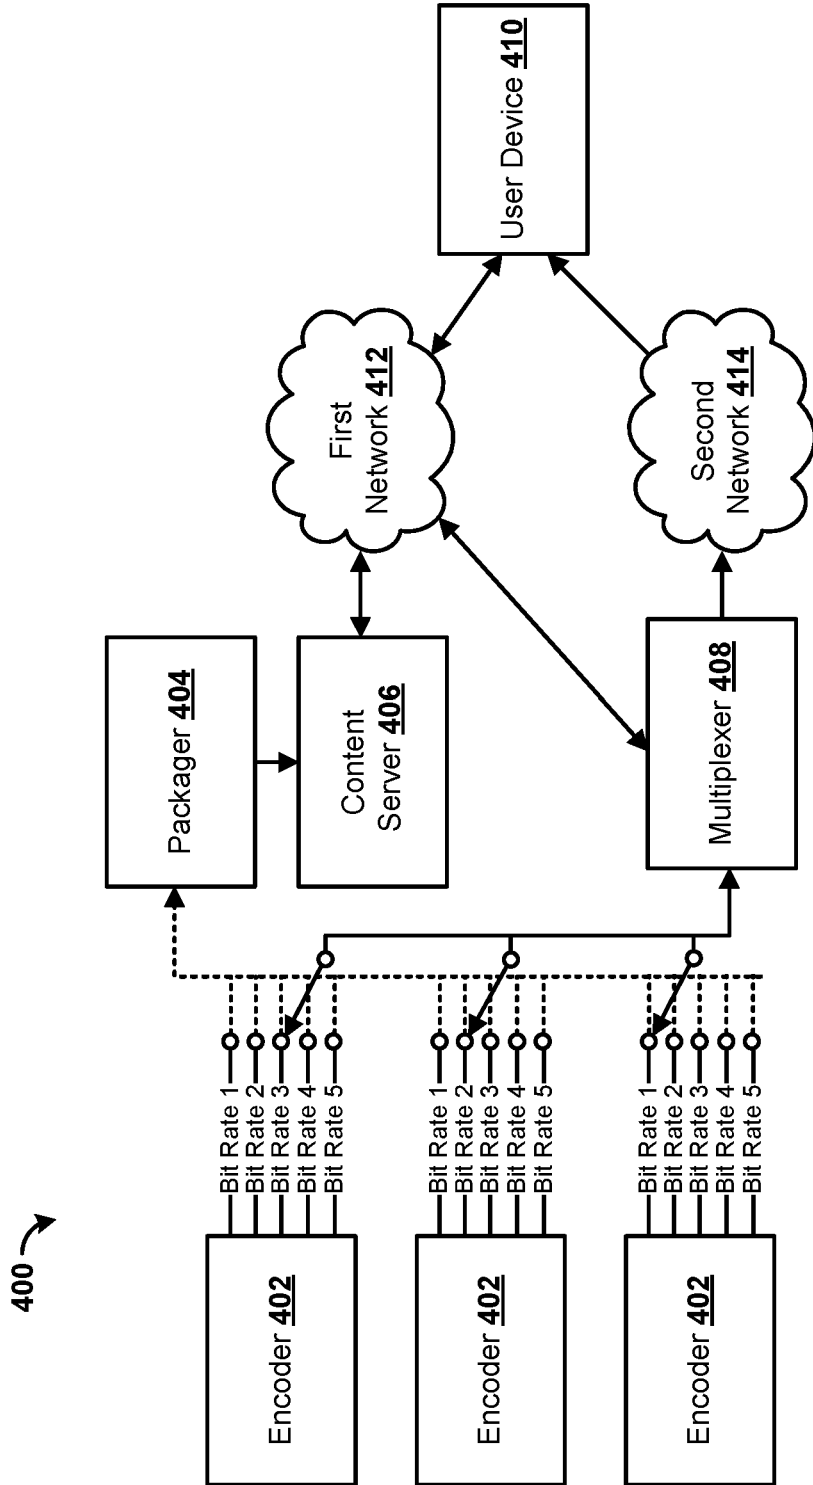 400
Encoder 402
Bit Rate 1
Bit Rate 2
Bit Rate 3
Bit Rate 4
Bit Rate 5
Encoder 402
Bit Rate 1
Bit Rate 2
Bit Rate 3
Bit Rate 4
Bit Rate 5
Encoder 402
Bit Rate 1
Bit Rate 2
Bit Rate 3
Bit Rate 4
Bit Rate 5
Packager 404
Content
Server 406
Multiplexer 408
First
Network 412
Second
Network 414
User Device 410